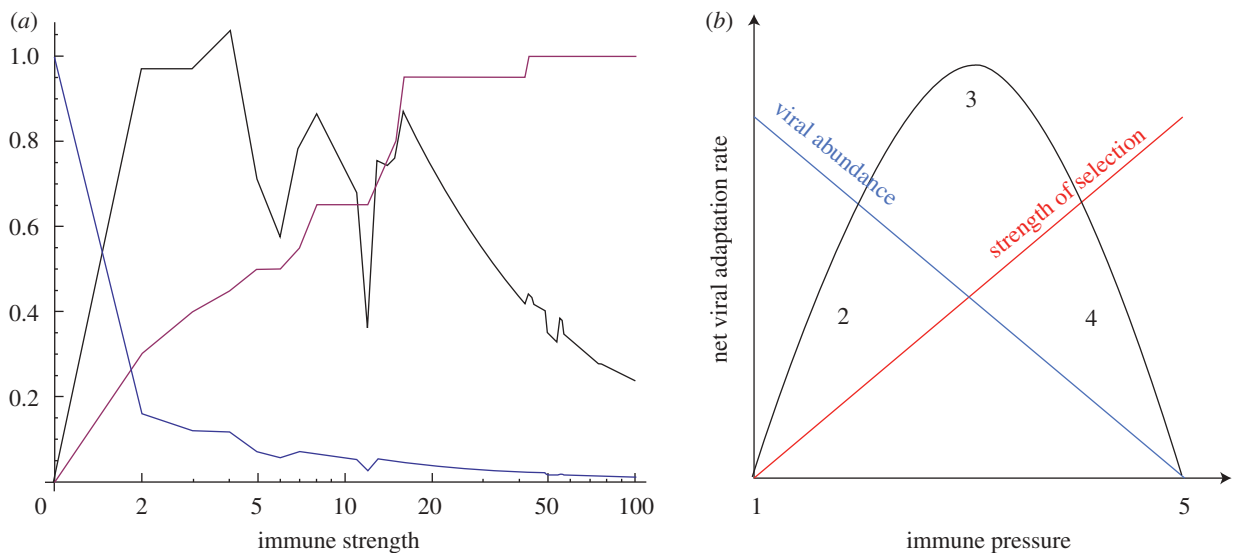 (a)
1.0
0.8
0.6
0.4
0.2
0 2 5 10 20 50 100
immune strength
(b)
net viral adaptation rate
viral abundance
strength of selection
3
2
4
1 5
immune pressure